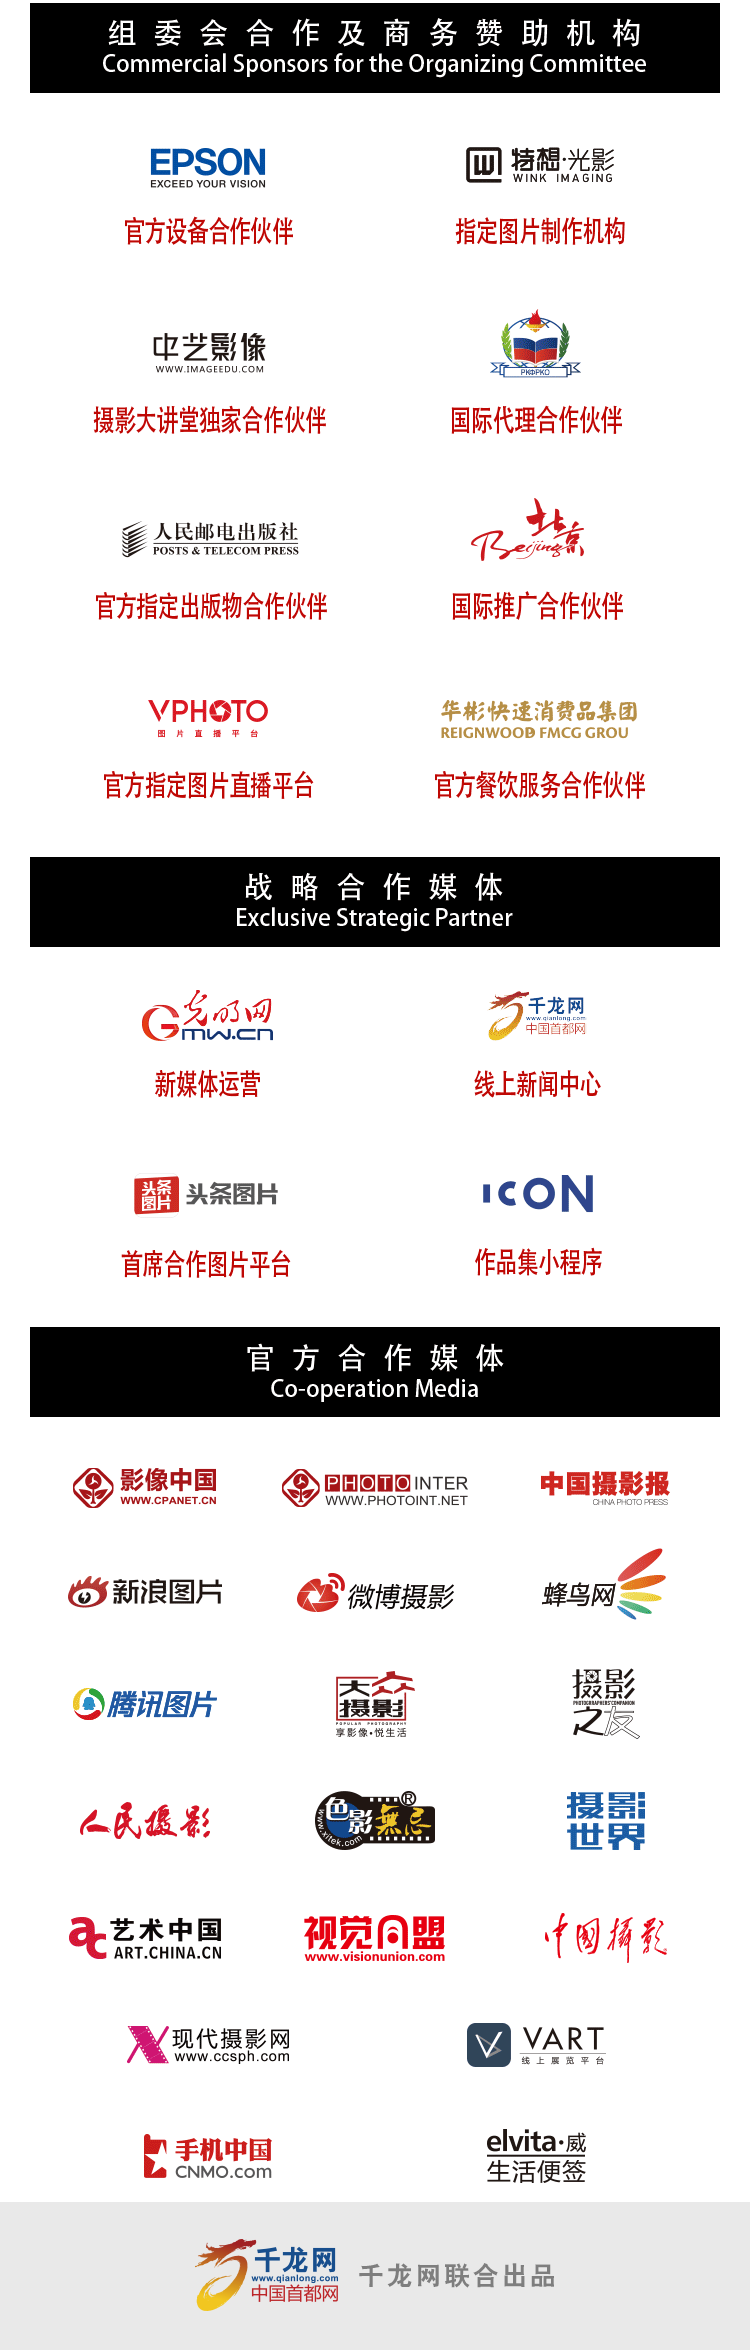 组委会合作及商务赞助机构
Commercial Sponsors for the Organizing Committee
EPSON
EXCEED YOUR VISION
官方设备合作伙伴
特想·光影
WINK IMAGING
指定图片制作机构
中艺影像
WWW.IMAGEEDU.COM
摄影大讲堂独家合作伙伴
РКФРКО
国际代理合作伙伴
人民邮电出版社
POSTS & TELECOM PRESS
官方指定出版物合作伙伴
北京
Beijing
国际推广合作伙伴
VPHOTO
图片直播平台
官方指定图片直播平台
华彬快速消费品集团
REIGNWOOD FMCG GROU
官方餐饮服务合作伙伴
战略合作媒体
Exclusive Strategic Partner
光明网
Gmw.cn
新媒体运营
千龙网
www.qianlong.com
中国首都网
线上新闻中心
头条图片
头条图片
首席合作图片平台
ICON
作品集小程序
官方合作媒体
Co-operation Media
影像中国
WWW.CPANET.CN
PHOTO INTER
WWW.PHOTOINT.NET
中国摄影报
CHINA PHOTO PRESS
新浪图片
微博摄影
蜂鸟网
腾讯图片
大众摄影
POPULAR PHOTOGRAPHY
享影像·悦生活
摄影之友
PHOTOGRAPHERS'COMPANION
人民摄影
色影無忌
www.xitek.com
®
摄影世界
ac
艺术中国
ART.CHINA.CN
视觉同盟
www.visionunion.com
中国摄影
现代摄影网
www.ccsph.com
VART
线上展览平台
手机中国
CNMO.com
elvita·威
生活便签
千龙网
www.qianlong.com
中国首都网
千龙网联合出品